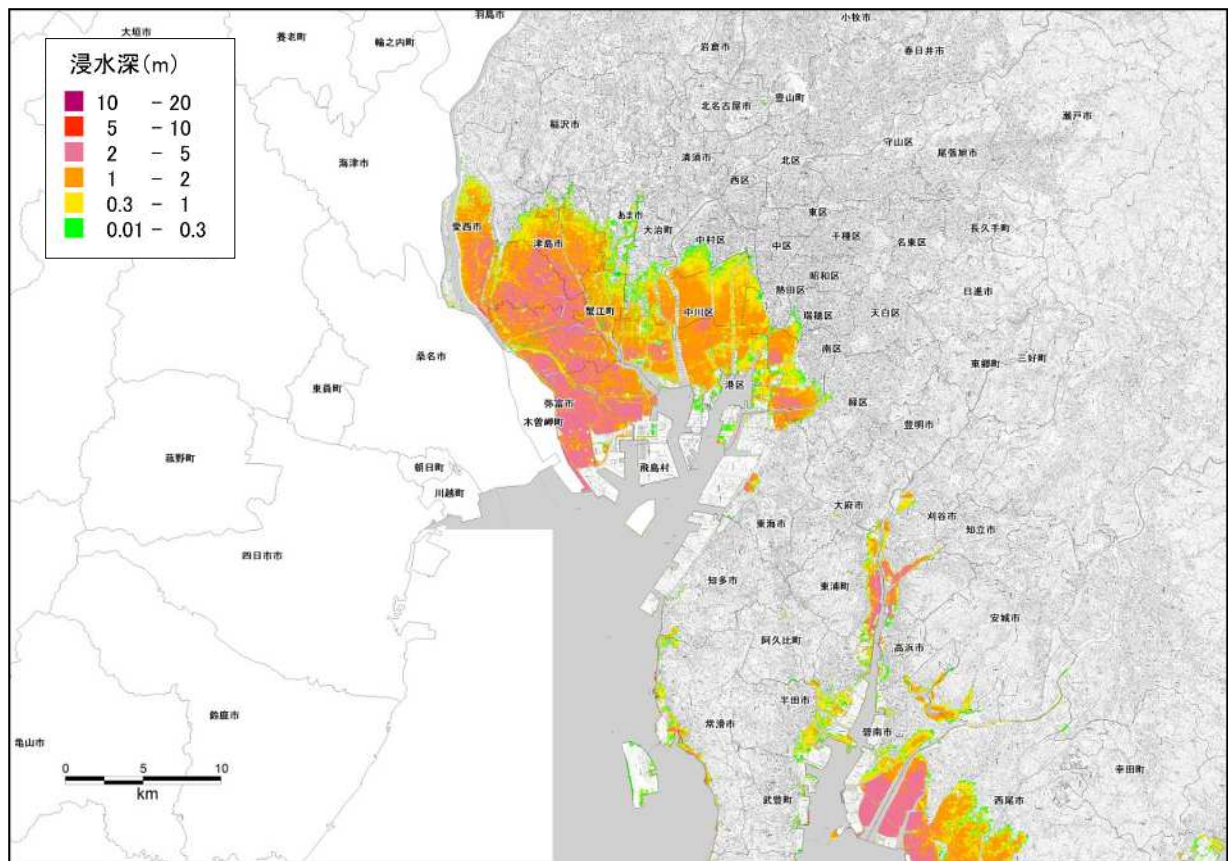 浸水深(m)
10 - 20
5 - 10
2 - 5
1 - 2
0.3 - 1
0.01 - 0.3
羽島市
小牧市
大垣市
養老町
輪之内町
岩倉市
春日井市
豊山町
北名古屋市
瀬戸市
稲沢市
守山区
尾張旭市
清須市
北区
海津市
西区
あま市
東区
愛西市
大治町
中村区
長久手町
津島市
中区
千種区
名東区
昭和区
熱田区
日進市
蟹江町
中川区
瑞穂区
天白区
南区
桑名市
東郷町
三好町
東員町
港区
弥富市
緑区
木曽岬町
豊明市
菰野町
朝日町
飛島村
川越町
大府市
刈谷市
東海市
知立市
四日市市
知多市
東浦町
安城市
阿久比町
高浜市
半田市
鈴鹿市
常滑市
碧南市
亀山市
幸田町
武豊町
西尾市
0 5 10
km